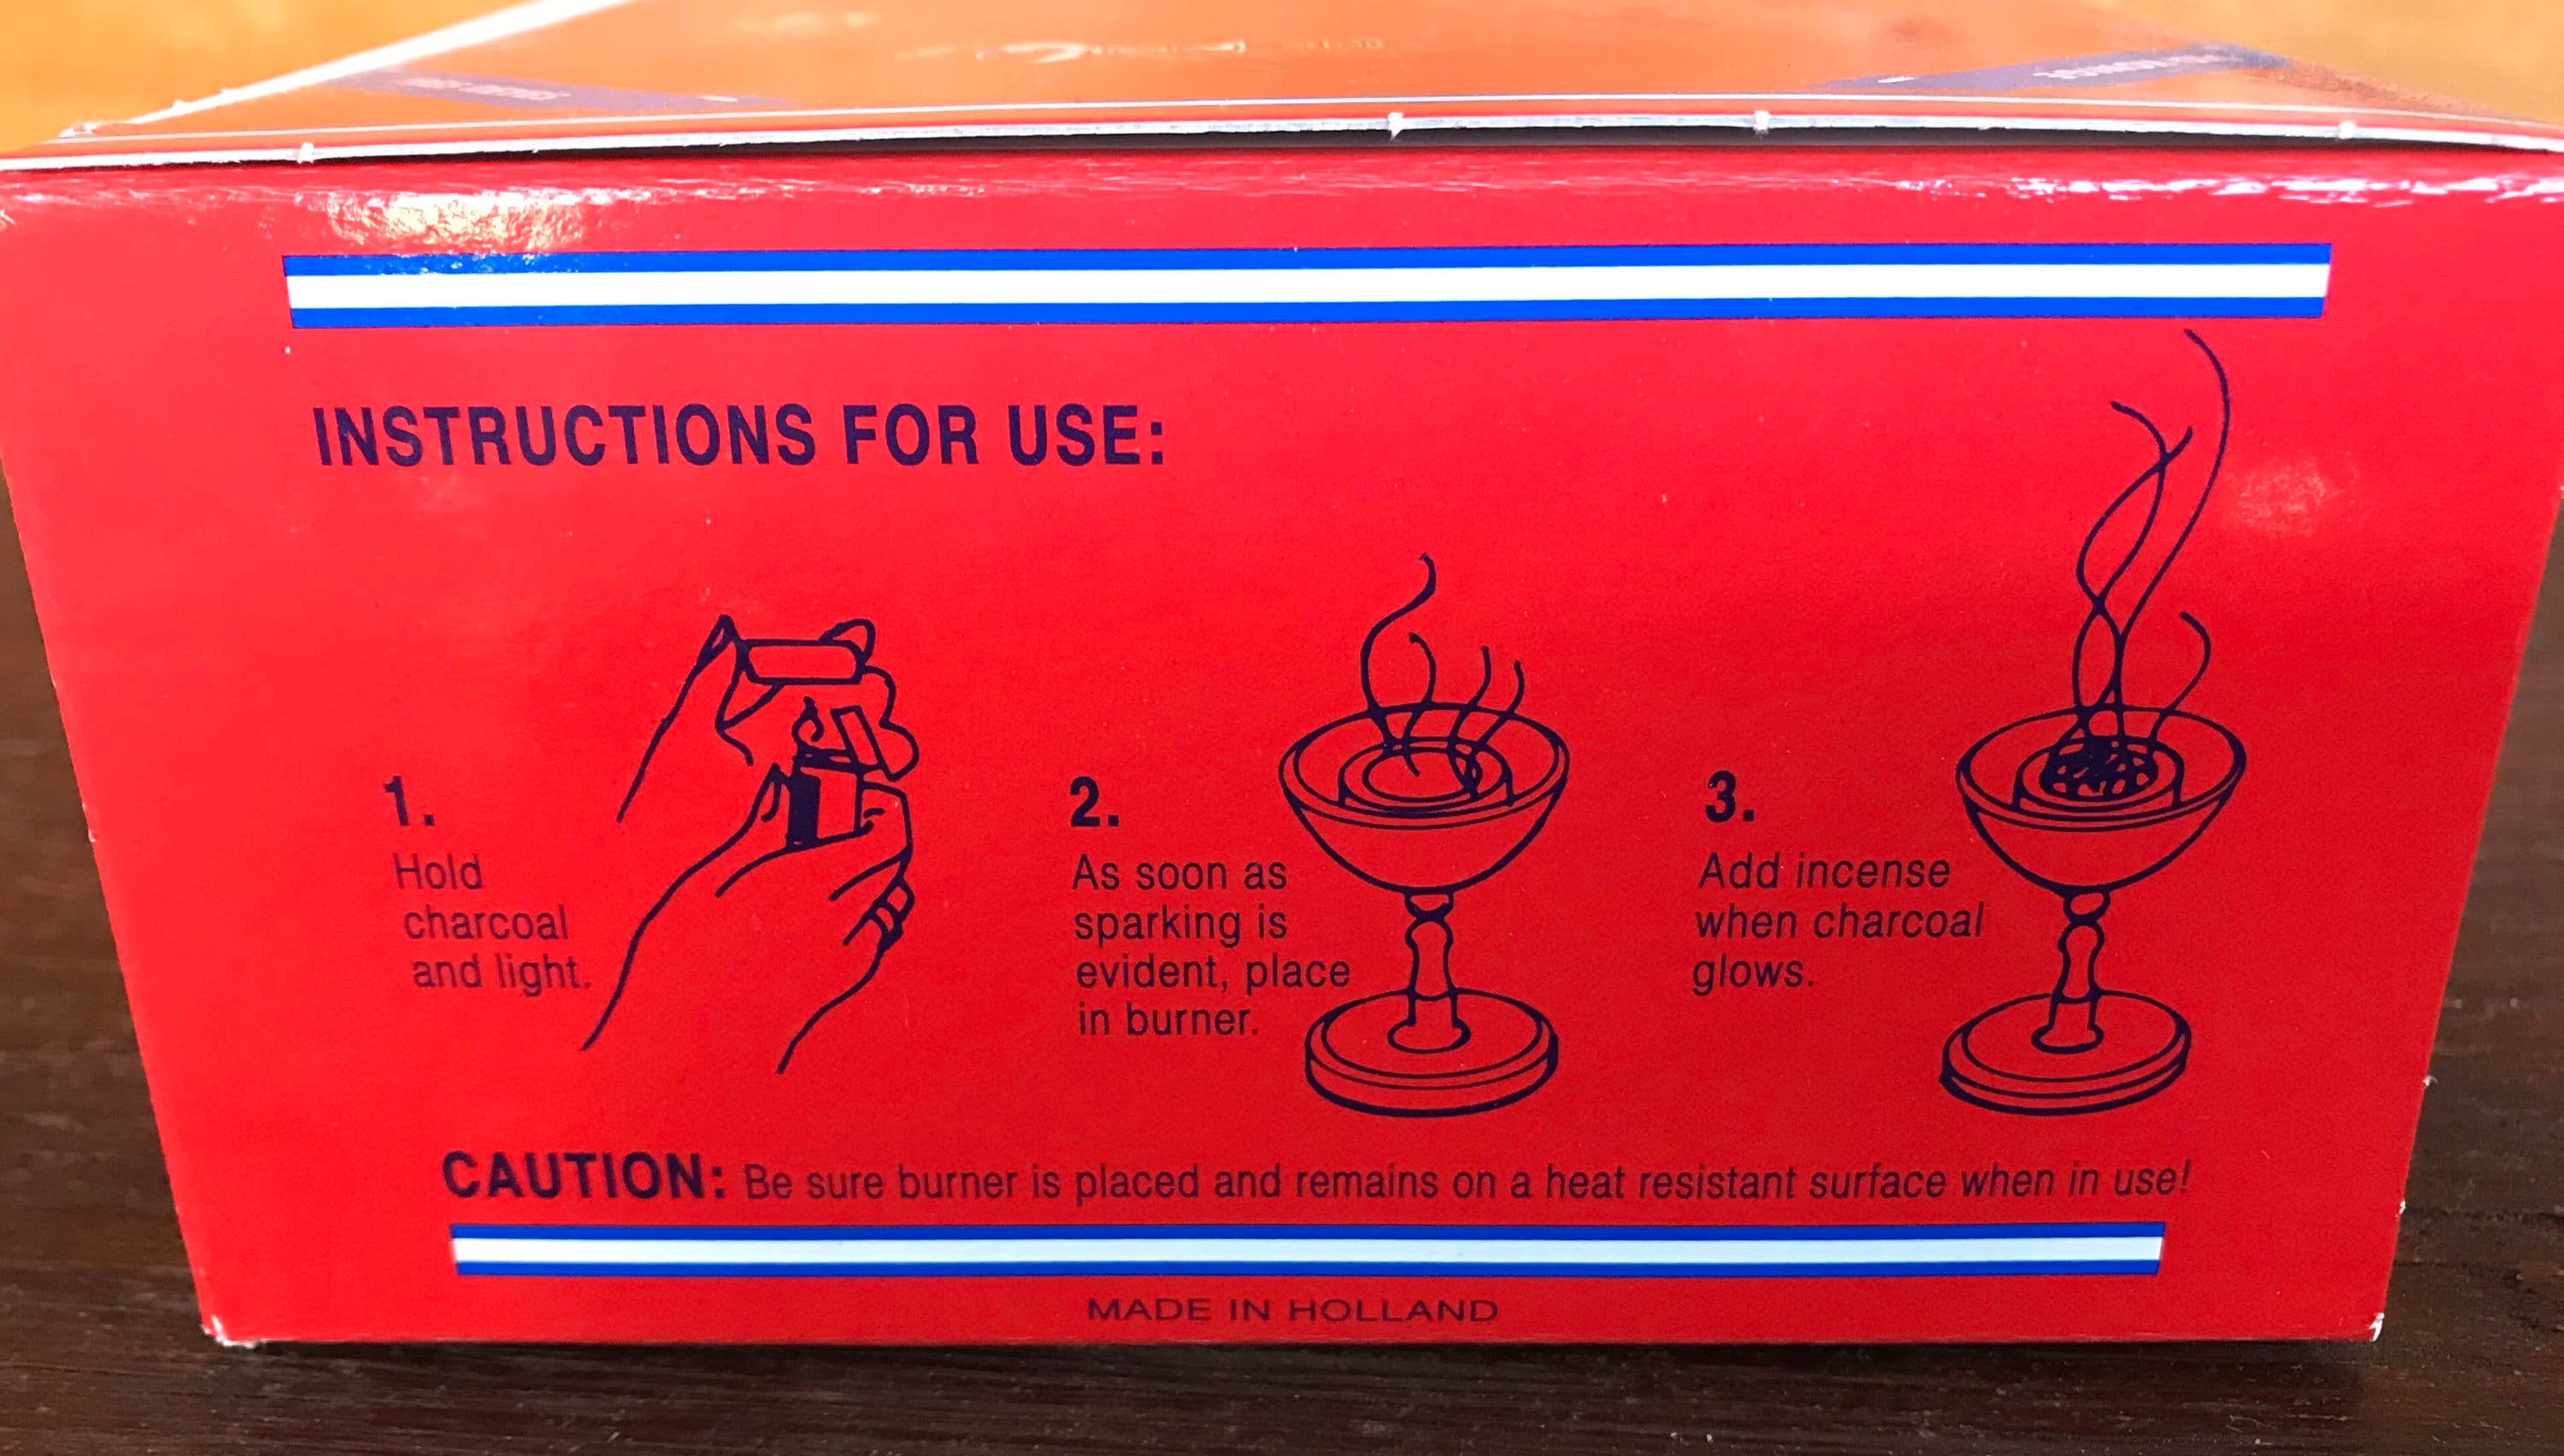 INSTRUCTIONS FOR USE:
1.
Hold
charcoal
and light.
2.
As soon as
sparking is
evident, place
in burner.
3.
Add incense
when charcoal
glows.
CAUTION: Be sure burner is placed and remains on a heat resistant surface when in use!
MADE IN HOLLAND